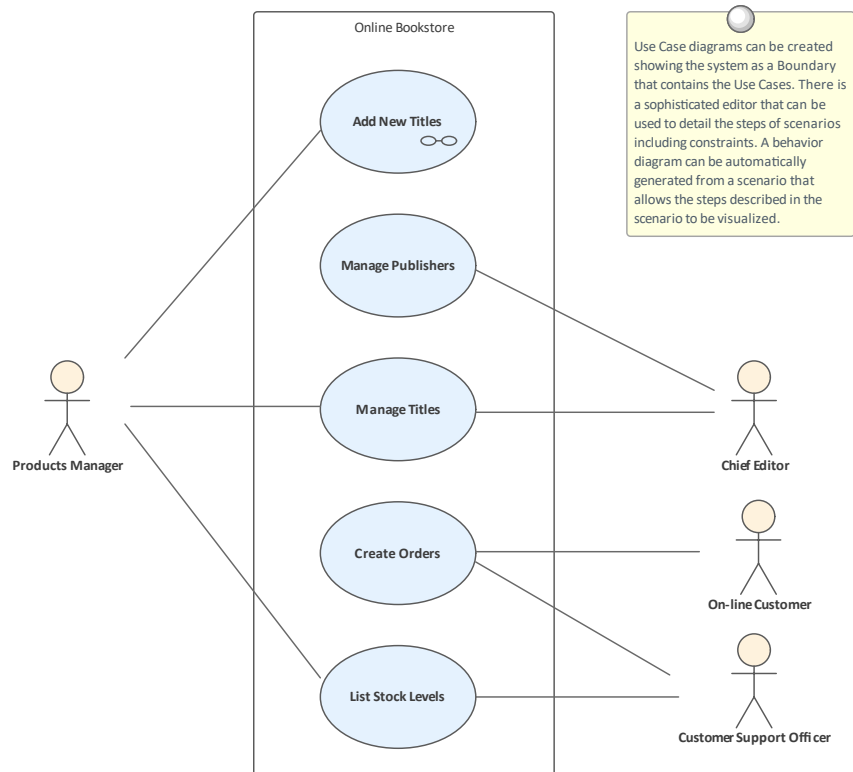 Online Bookstore
Use Case diagrams can be created
showing the system as a Boundary
that contains the Use Cases. There is
a sophisticated editor that can be
used to detail the steps of scenarios
including constraints. A behavior
diagram can be automatically
generated from a scenario that
allows the steps described in the
scenario to be visualized.
Add New Titles
Manage Publishers
Manage Titles
Products Manager
Chief Editor
Create Orders
On-line Customer
List Stock Levels
Customer Support Officer